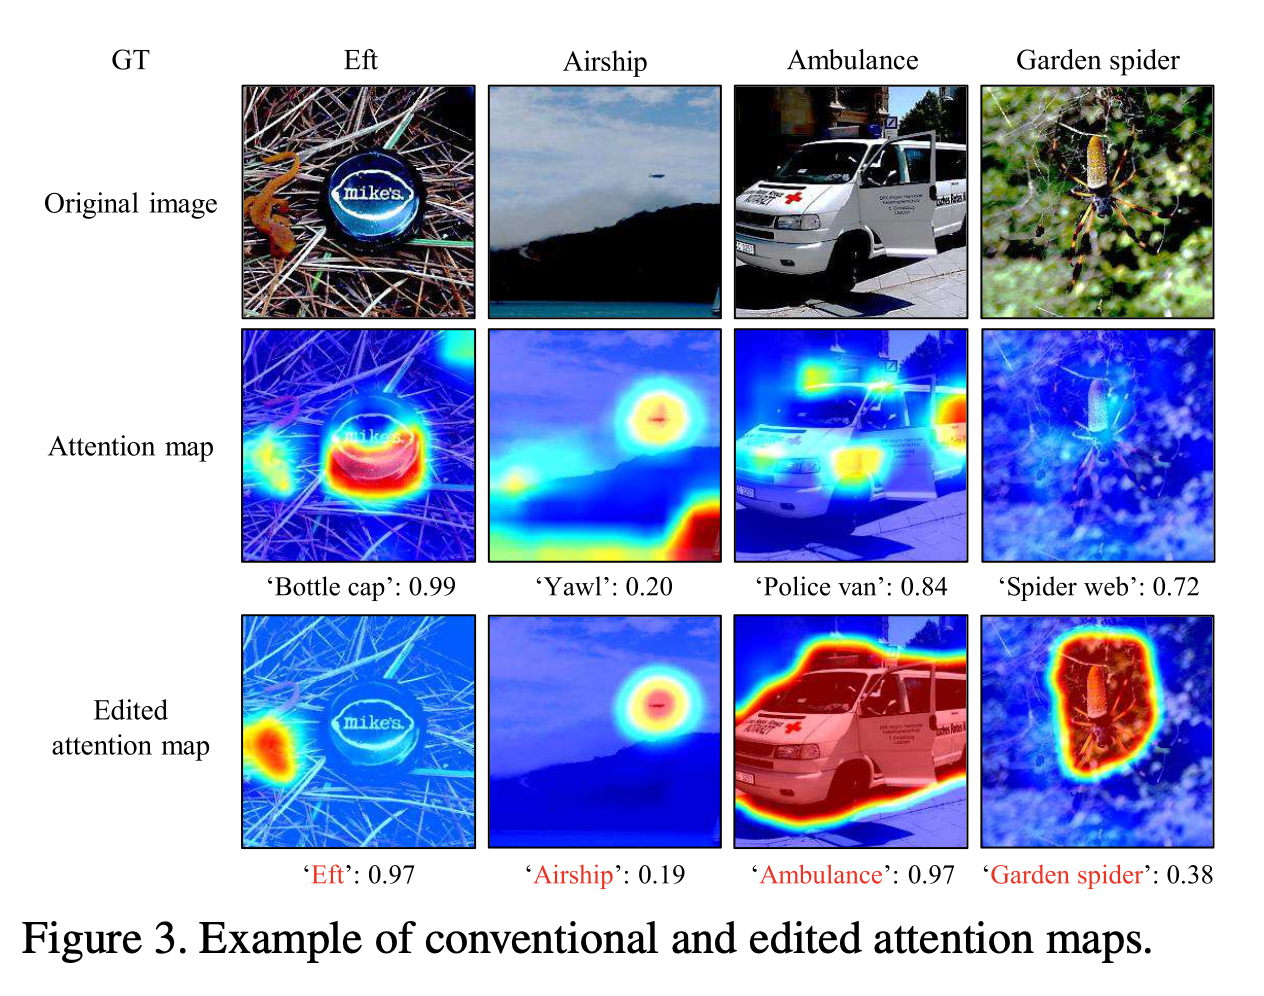 GT Eft Airship Ambulance Garden spider
Original image
mike's.
Attention map
mike's.
'Bottle cap': 0.99 'Yawl': 0.20 'Police van': 0.84 'Spider web': 0.72
Edited
attention map
mike's.
'Eft': 0.97 'Airship': 0.19 'Ambulance': 0.97 'Garden spider': 0.38
Figure 3. Example of conventional and edited attention maps.